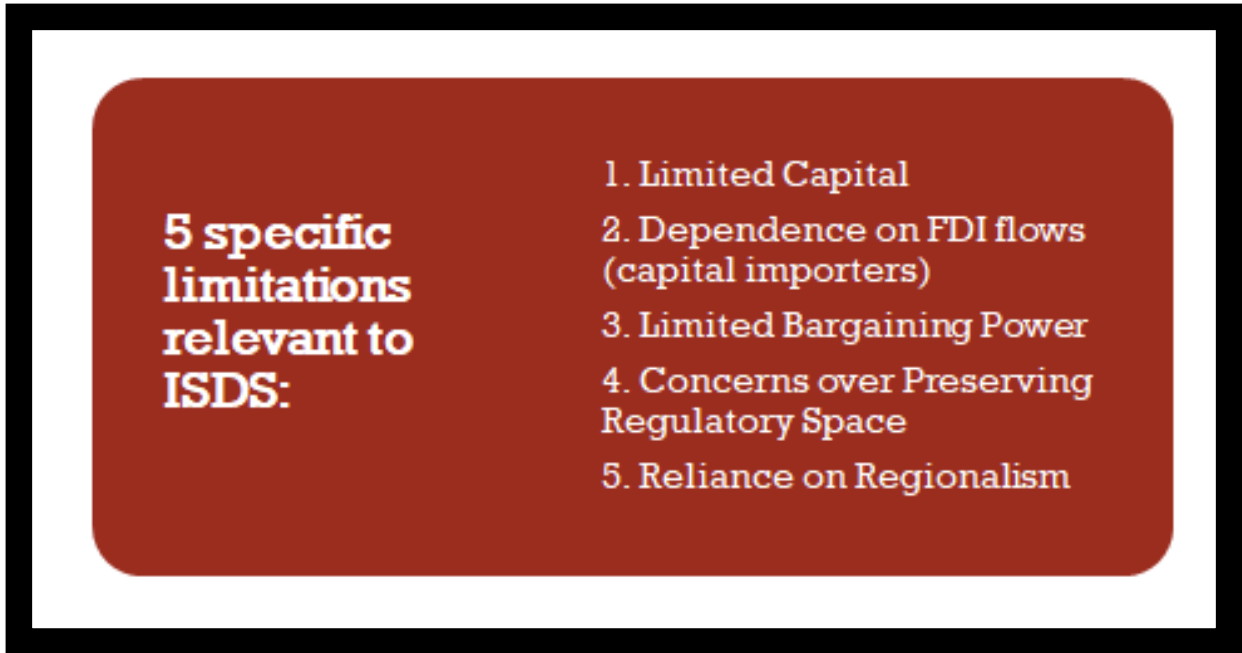 5 specific
limitations
relevant to
ISDS:
1. Limited Capital
2. Dependence on FDI flows
(capital importers)
3. Limited Bargaining Power
4. Concerns over Preserving
Regulatory Space
5. Reliance on Regionalism